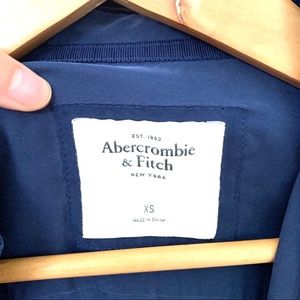 EST. 1892
Abercrombie
& Fitch
NEW YORK
XS
MADE IN CHINA